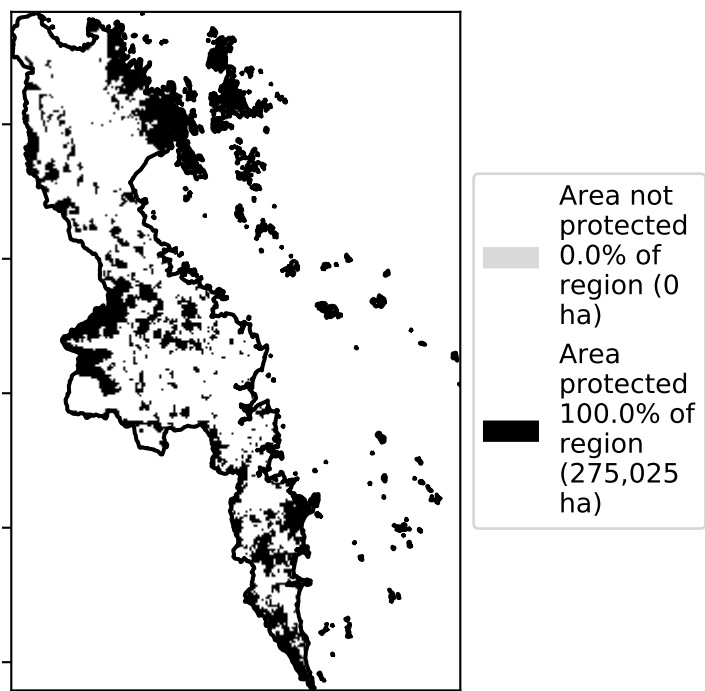 Area not
protected
0.0% of
region (0
ha)
Area
protected
100.0% of
region
(275,025
ha)